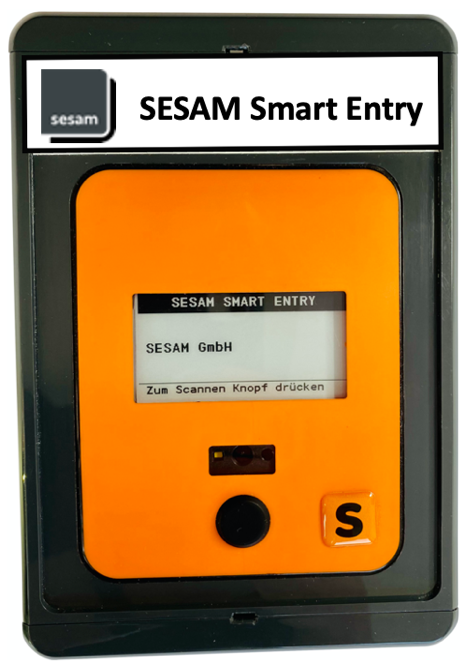 sesam
SESAM Smart Entry
SESAM SMART ENTRY
SESAM GmbH
Zum Scannen Knopf drücken
S